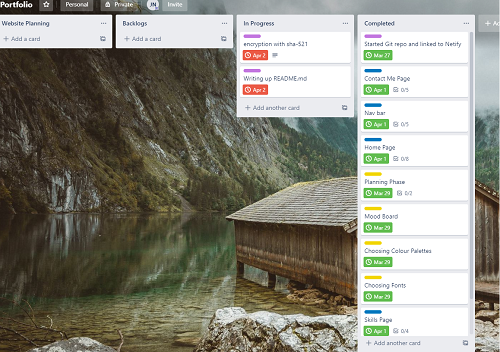 Portfolio
Personal
Private
JN
Invite
Website Planning
+ Add a card
Backlogs
+ Add a card
In Progress
encryption with sha-521
Apr 2
Writing up README.md
Apr 2
+ Add another card
Completed
Started Git repo and linked to Netlify
Mar 27
Contact Me Page
Apr 1 0/5
Nav bar
Apr 1 0/5
Home Page
Apr 1 0/6
Planning Phase
Mar 29 0/2
Mood Board
Mar 29
Choosing Colour Palettes
Mar 29
Choosing Fonts
Mar 29
Skills Page
Apr 1 0/4
+ Add another card